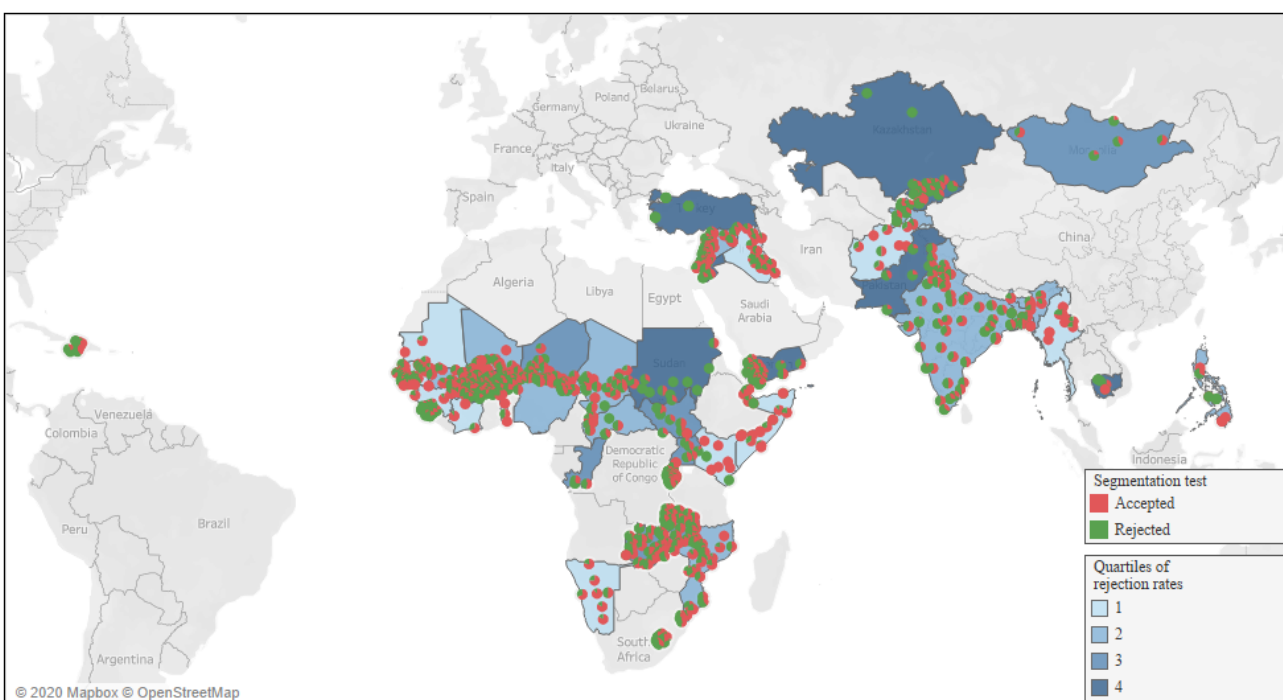 Belarus
Poland
Germany
Ukraine
Kazakhstan
France
Mongolia
Italy
Spain
Turkey
China
Iran
Algeria
Libya
Egypt
Pakistan
Saudi
Arabia
Sudan
Venezuela
Colombia
Democratic
Republic
of Congo
Indonesia
Peru
Brazil
Segmentation test
Accepted
Rejected
Quartiles of
rejection rates
1
2
3
4
South
Africa
Argentina
© 2020 Mapbox © OpenStreetMap